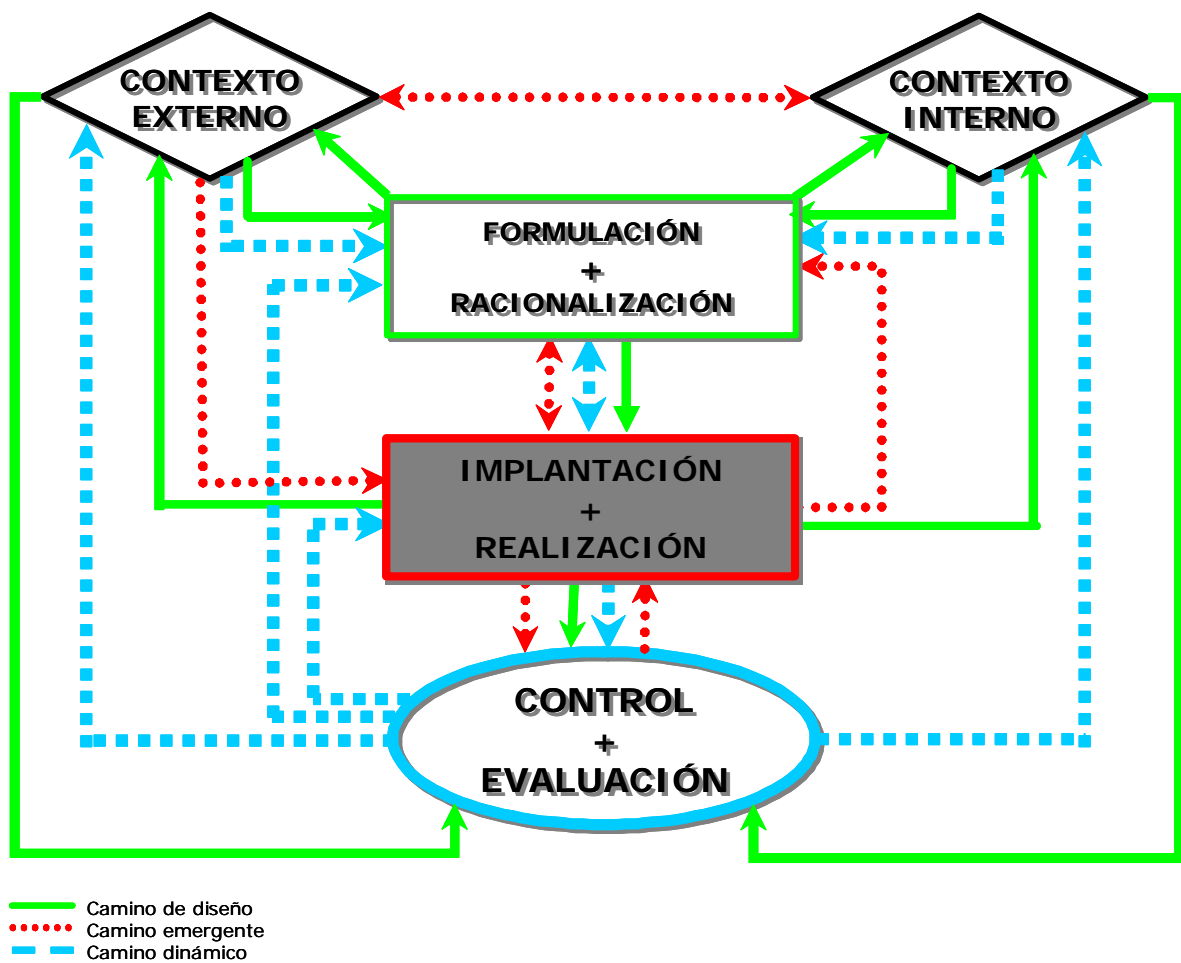 CONTEXTO
EXTERNO
CONTEXTO
INTERNO
FORMULACIÓN
+
RACIONALIZACIÓN
IMPLANTACIÓN
+
REALIZACIÓN
CONTROL
+
EVALUACIÓN
Camino de diseño
Camino emergente
Camino dinámico